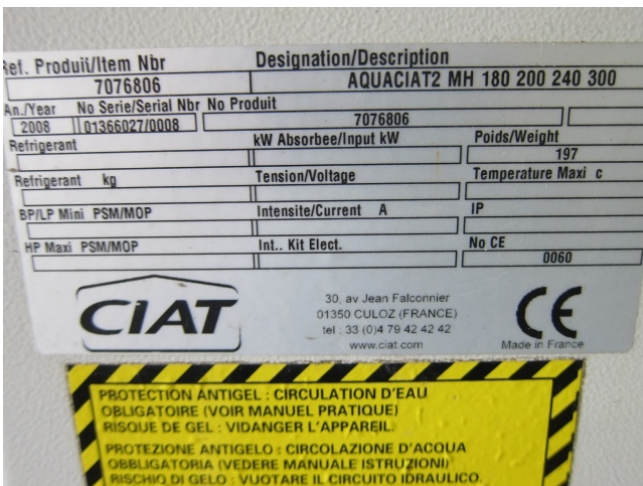 Ref. Produit/Item Nbr Designation/Description
7076806 AQUACIAT2 MH 180 200 240 300
An./Year No Serie/Serial Nbr No Produit
2008 01366027/0008 7076806
Refrigerant kW Absorbee/Input kW Poids/Weight
197
Refrigerant kg Tension/Voltage Temperature Maxi c
BP/LP Mini PSM/MOP Intensite/Current A IP
HP Maxi PSM/MOP Int.. Kit Elect. No CE
0060
CIAT
30, av Jean Falconnier
01350 CULOZ (FRANCE)
tel : 33 (0)4 79 42 42 42
www.ciat.com
CE
Made in France
PROTECTION ANTIGEL : CIRCULATION D'EAU
OBLIGATOIRE (VOIR MANUEL PRATIQUE)
RISQUE DE GEL : VIDANGER L'APPAREIL
PROTEZIONE ANTIGELO : CIRCOLAZIONE D'ACQUA
OBBLIGATORIA (VEDERE MANUALE ISTRUZIONI)
RISCHIO DI GELO : VUOTARE IL CIRCUITO IDRAULICO.